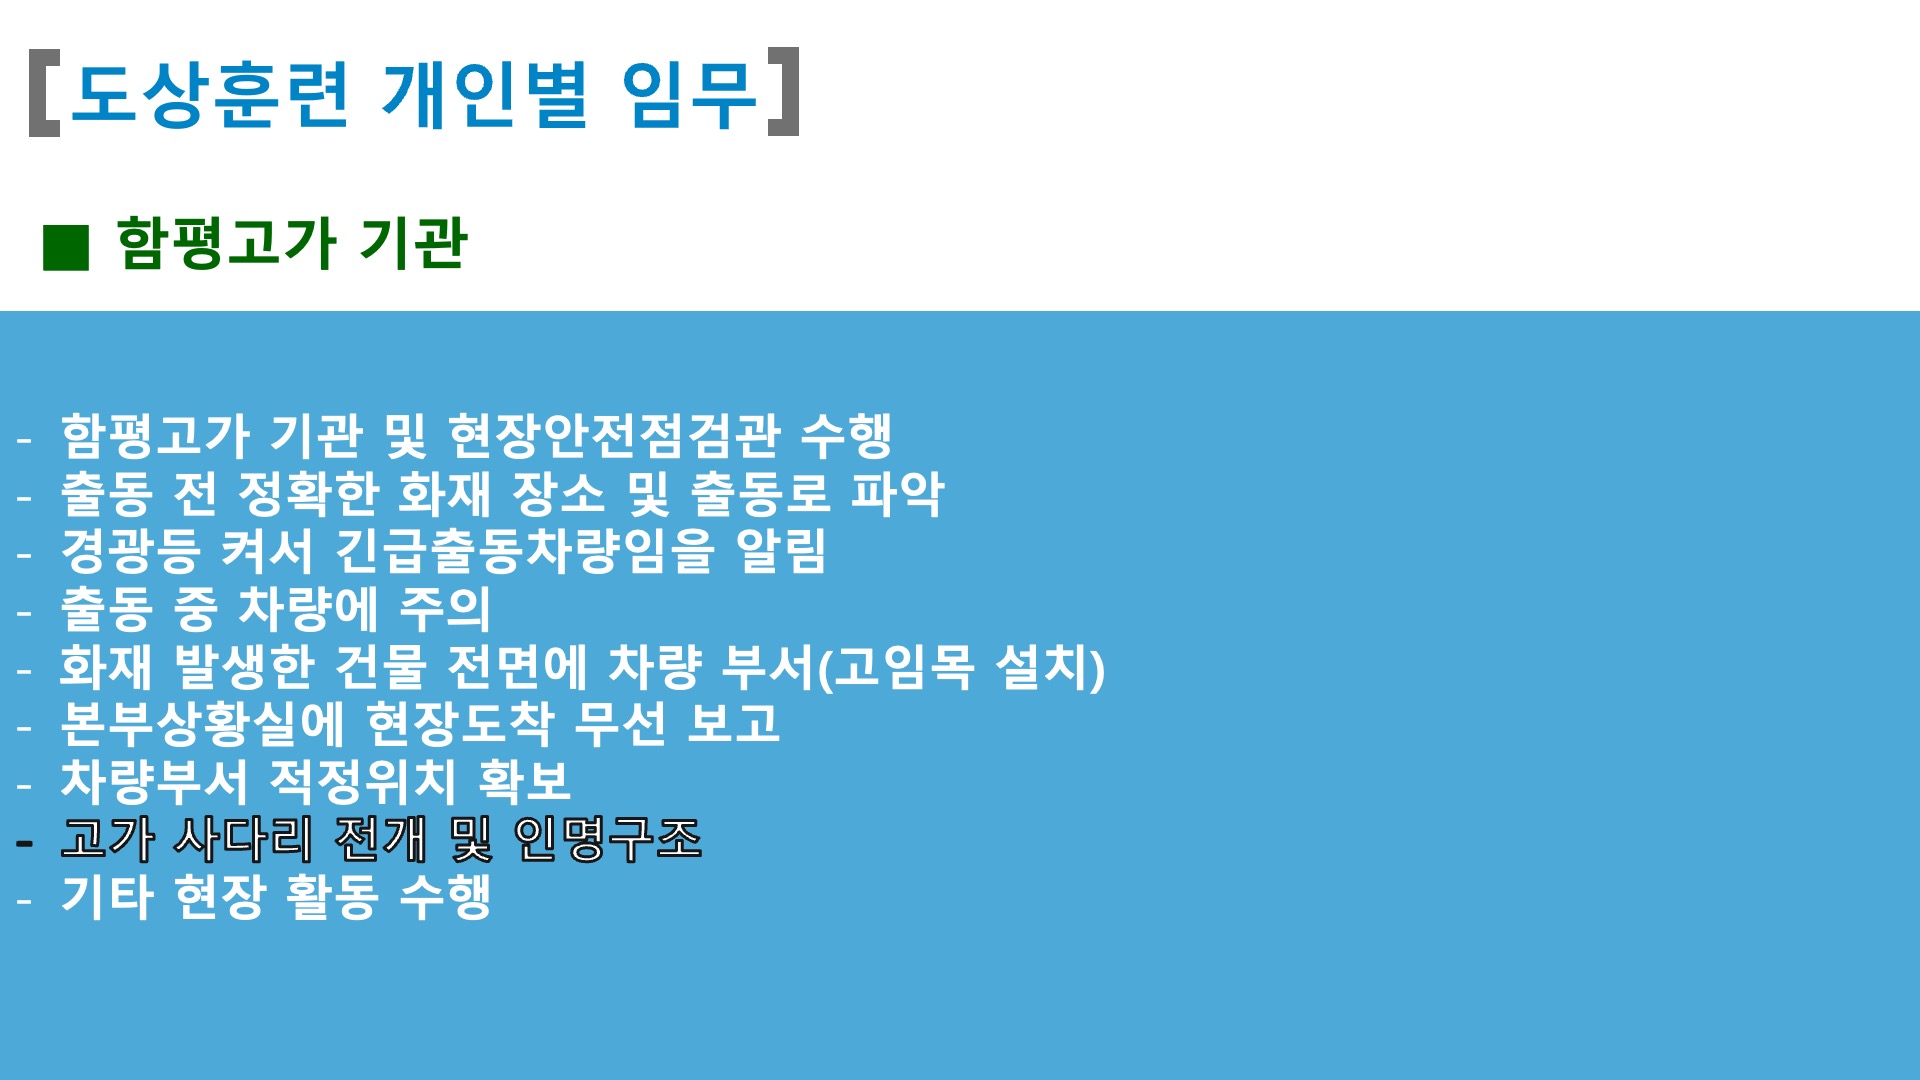 [도상훈련 개인별 임무]
■ 함평고가 기관
- 함평고가 기관 및 현장안전점검관 수행
- 출동 전 정확한 화재 장소 및 출동로 파악
- 경광등 켜서 긴급출동차량임을 알림
- 출동 중 차량에 주의
- 화재 발생한 건물 전면에 차량 부서(고임목 설치)
- 본부상황실에 현장도착 무선 보고
- 차량부서 적정위치 확보
- 고가 사다리 전개 및 인명구조
- 기타 현장 활동 수행